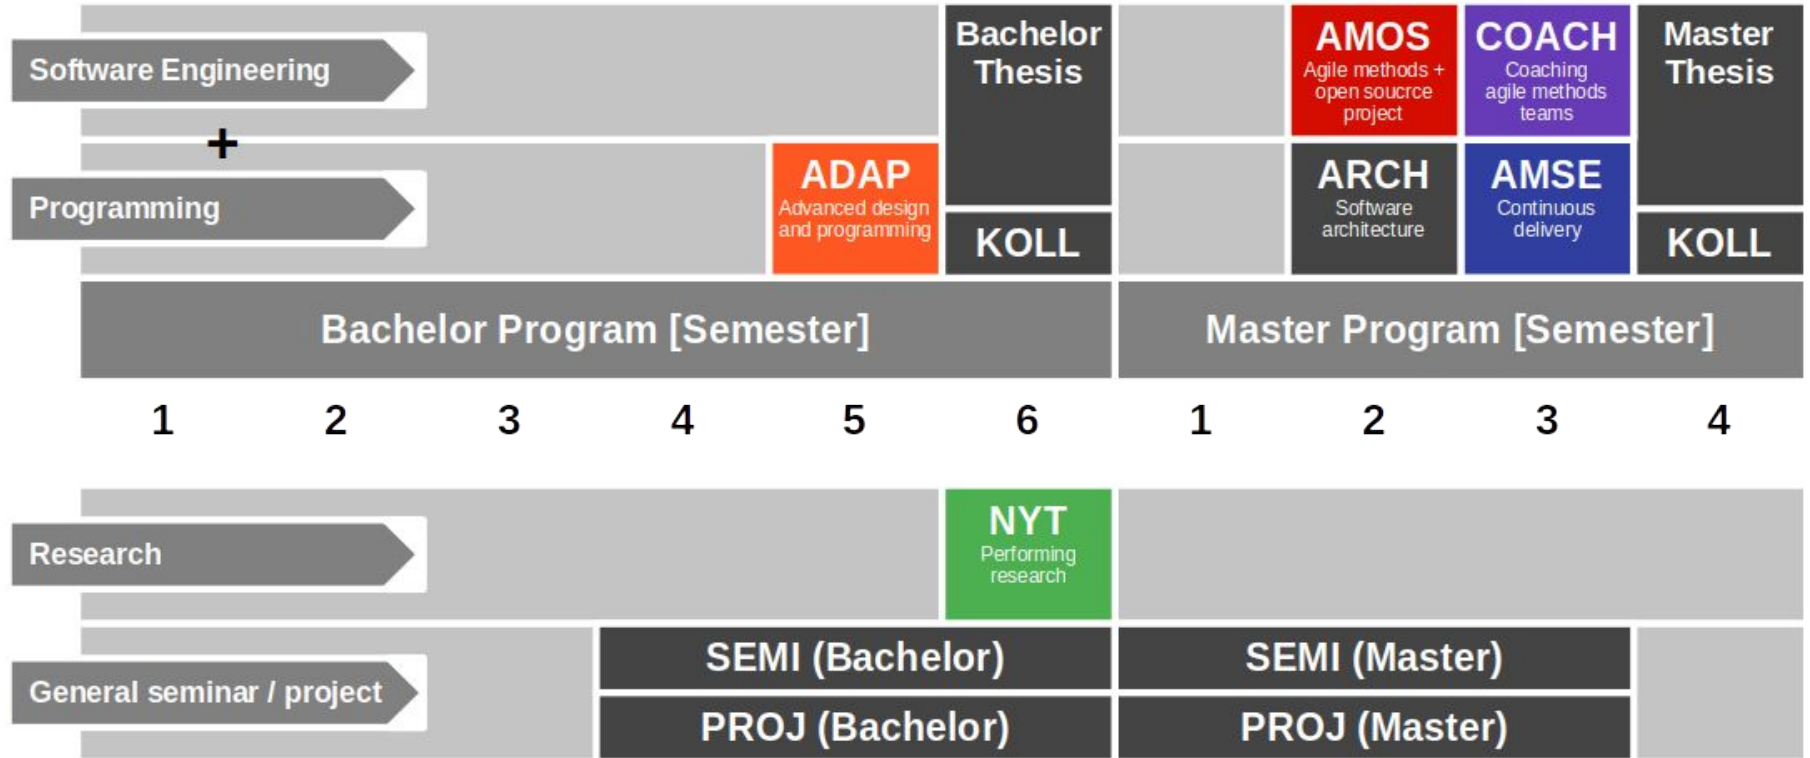 Software Engineering
+
Programming
Bachelor
Thesis
KOLL
ADAP
Advanced design
and programming
AMOS
Agile methods +
open soucrce
project
COACH
Coaching
agile methods
teams
Master
Thesis
ARCH
Software
architecture
AMSE
Continuous
delivery
KOLL
Bachelor Program [Semester]
Master Program [Semester]
1 2 3 4 5 6 1 2 3 4
Research
NYT
Performing
research
General seminar / project
SEMI (Bachelor)
SEMI (Master)
PROJ (Bachelor)
PROJ (Master)